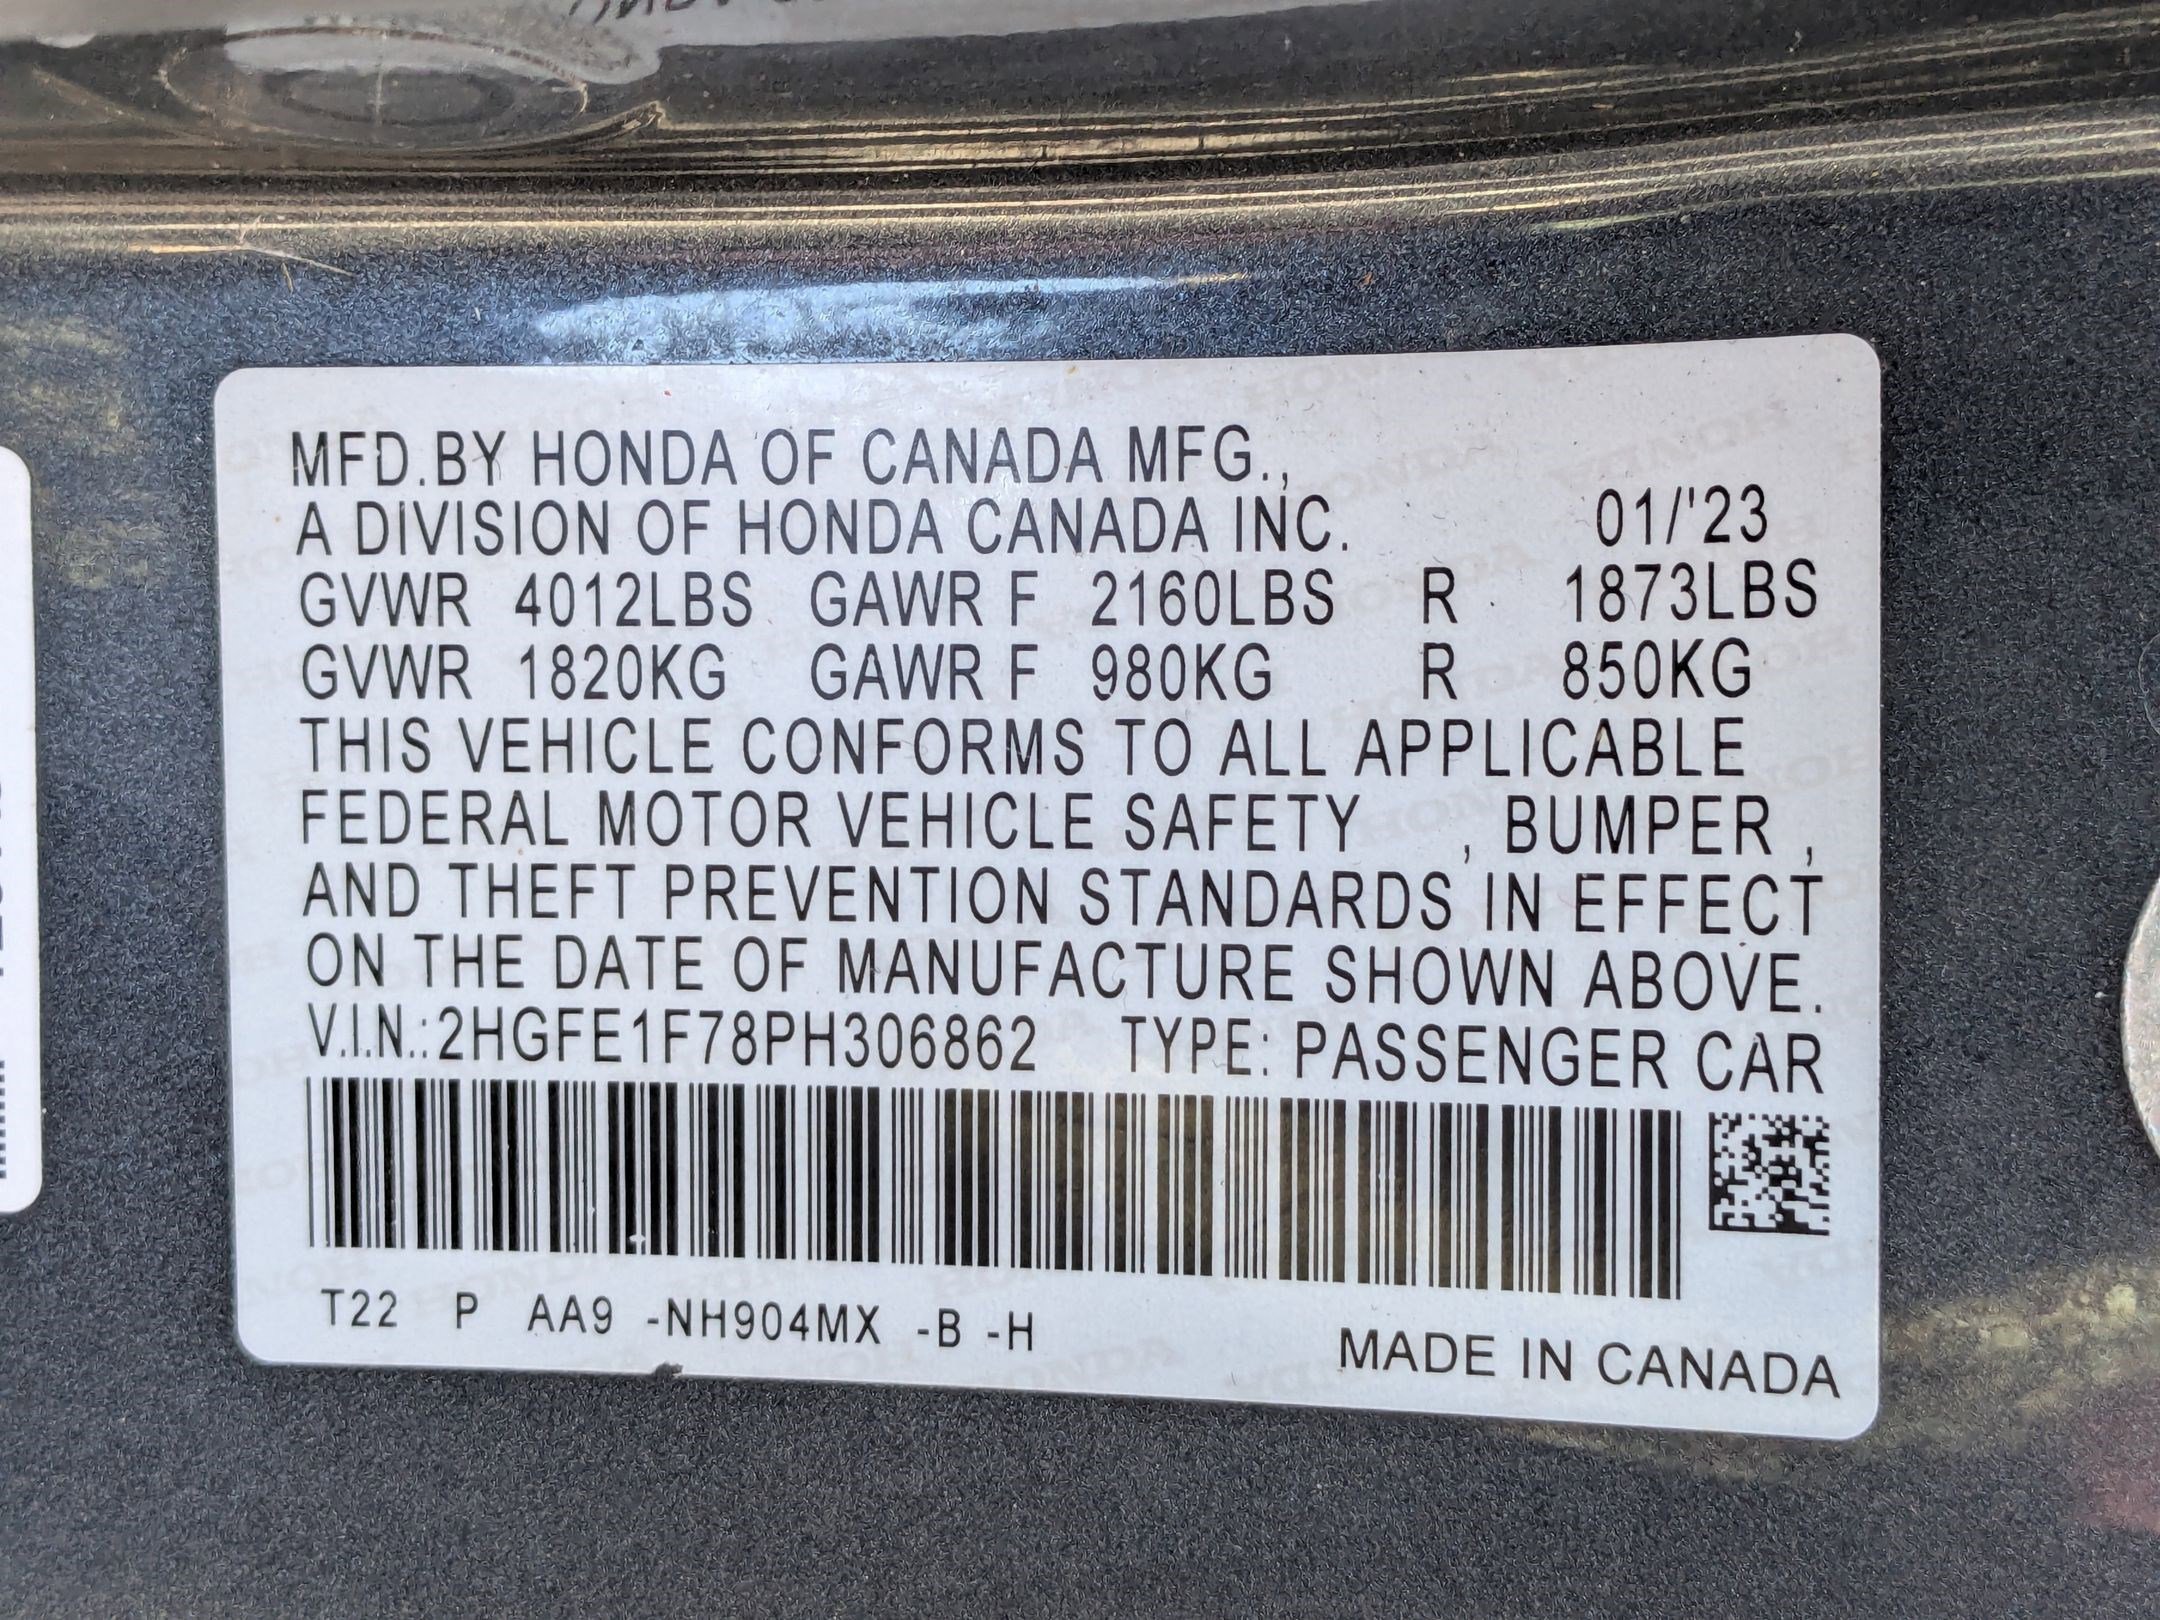 MFD.BY HONDA OF CANADA MFG.,
A DIVISION OF HONDA CANADA INC. 01/'23
GVWR 4012LBS GAWR F 2160LBS R 1873LBS
GVWR 1820KG GAWR F 980KG R 850KG
THIS VEHICLE CONFORMS TO ALL APPLICABLE
FEDERAL MOTOR VEHICLE SAFETY , BUMPER ,
AND THEFT PREVENTION STANDARDS IN EFFECT
ON THE DATE OF MANUFACTURE SHOWN ABOVE.
V.I.N.:2HGFE1F78PH306862 TYPE: PASSENGER CAR
T22 P AA9 -NH904MX -B -H
MADE IN CANADA